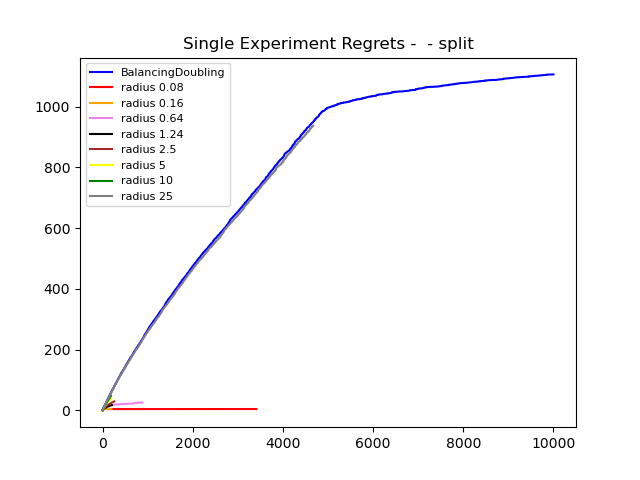 Single Experiment Regrets -  - split
BalancingDoubling
radius 0.08
radius 0.16
radius 0.64
radius 1.24
radius 2.5
radius 5
radius 10
radius 25
1000
800
600
400
200
0
0 2000 4000 6000 8000 10000